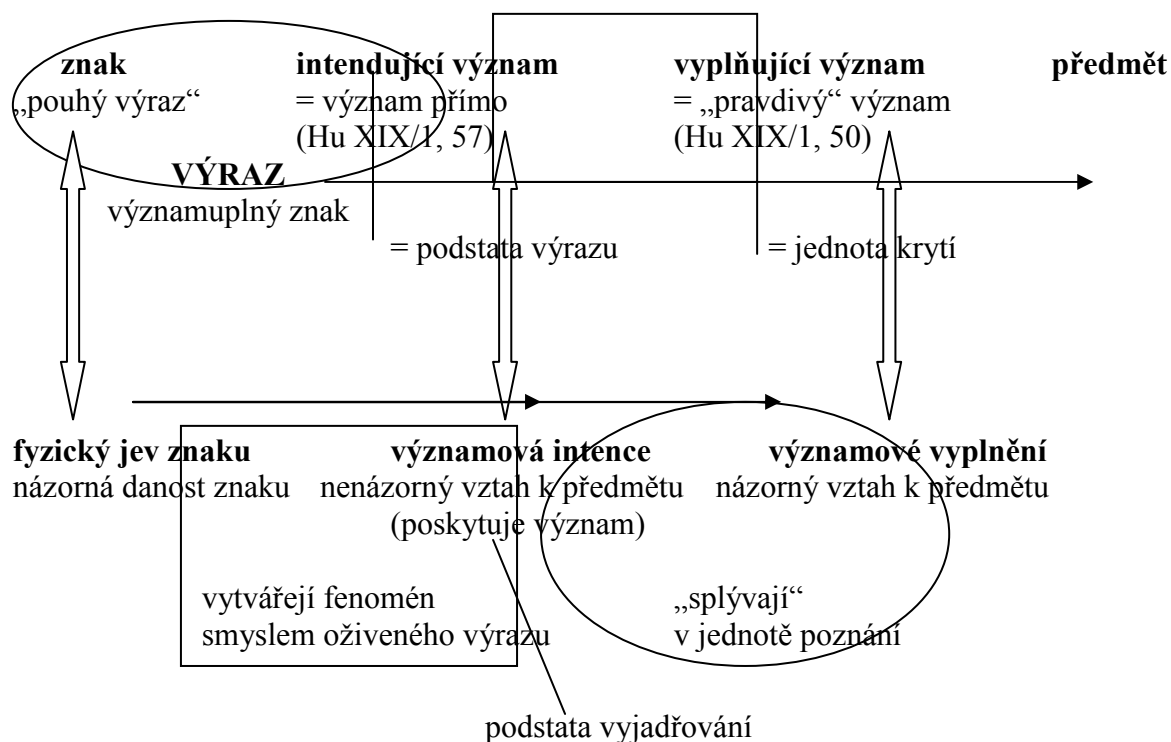 znak intendující význam vyplňující význam předmět
„pouhý výraz“ = význam přímo = „pravdivý“ význam
(Hu XIX/1, 57) (Hu XIX/1, 50)
VÝRAZ
významuplný znak
= podstata výrazu = jednota krytí
fyzický jev znaku významová intence významové vyplnění
názorná danost znaku nenázorný vztah k předmětu názorný vztah k předmětu
(poskytuje význam)
vytvářejí fenomén „splývají“
smyslem oživeného výrazu v jednotě poznání
podstata vyjadřování